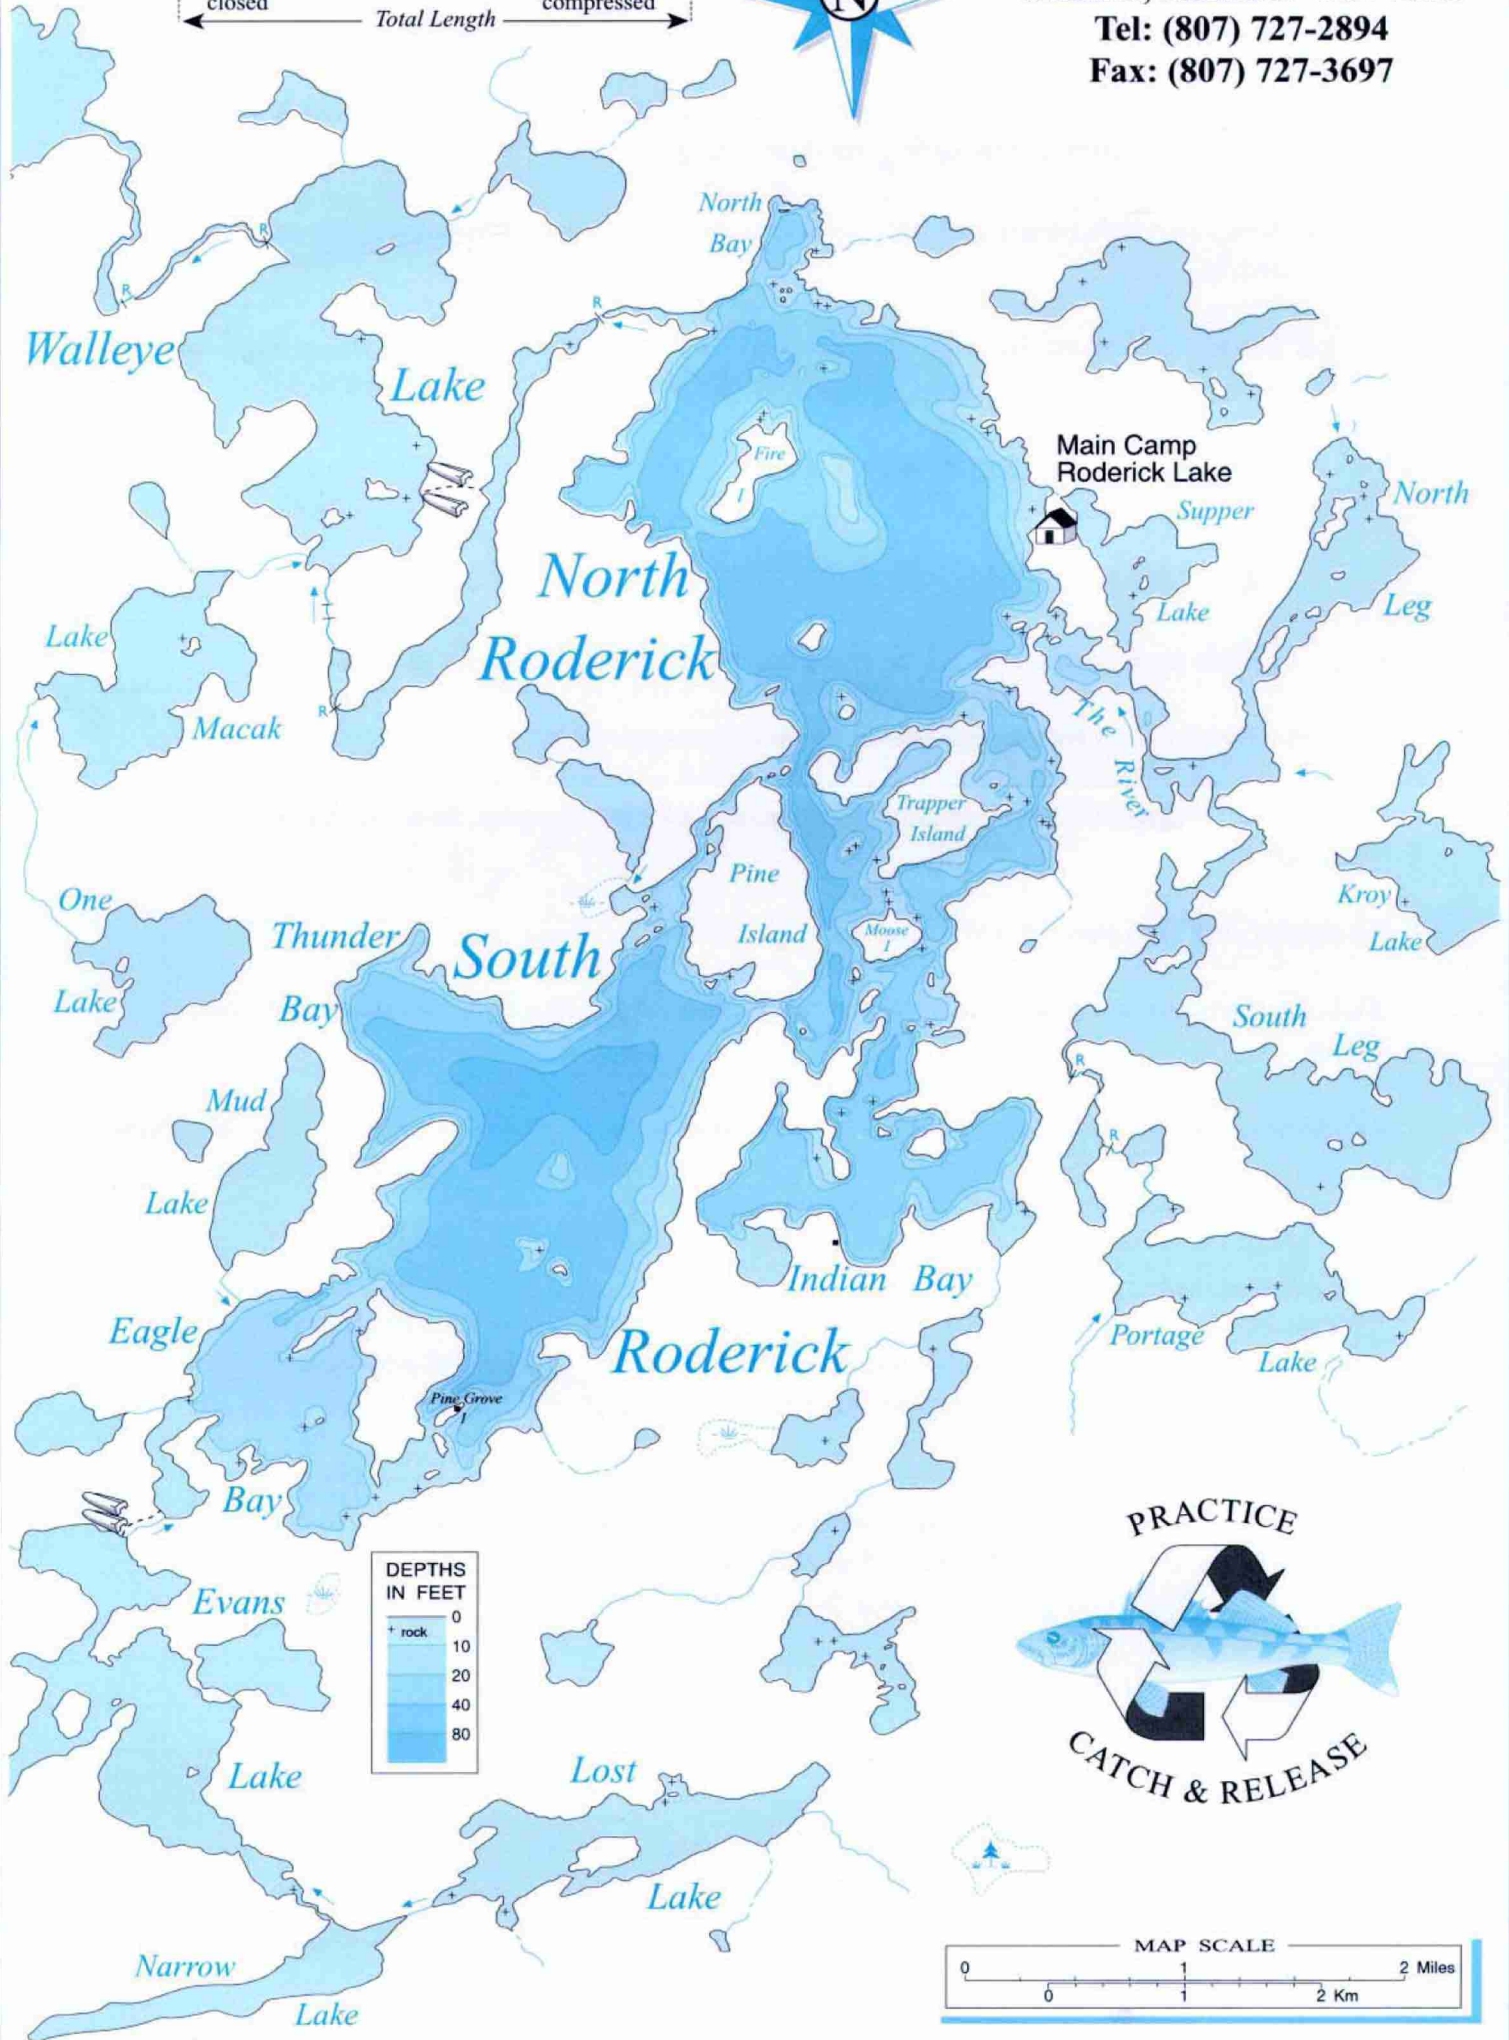 closed
compressed
Total Length
N
Tel: (807) 727-2894
Fax: (807) 727-3697
North
Bay
R
R
R
Walleye
Lake
Main Camp
Roderick Lake
Fire
I
Supper
Lake
North
Leg
North
Roderick
Lake
Macak
R
The
River
Trapper
Island
Pine
Island
Moose
I
Kroy
Lake
One
Lake
Thunder
Bay
South
South
Leg
R
R
Mud
Lake
Indian Bay
Eagle
Roderick
Portage
Lake
Pine Grove
I
Bay
PRACTICE
CATCH & RELEASE
Evans
Lake
DEPTHS
IN FEET
+ rock
0
10
20
40
80
Lost
Lake
Narrow
Lake
MAP SCALE
0 1 2 Miles
0 1 2 Km